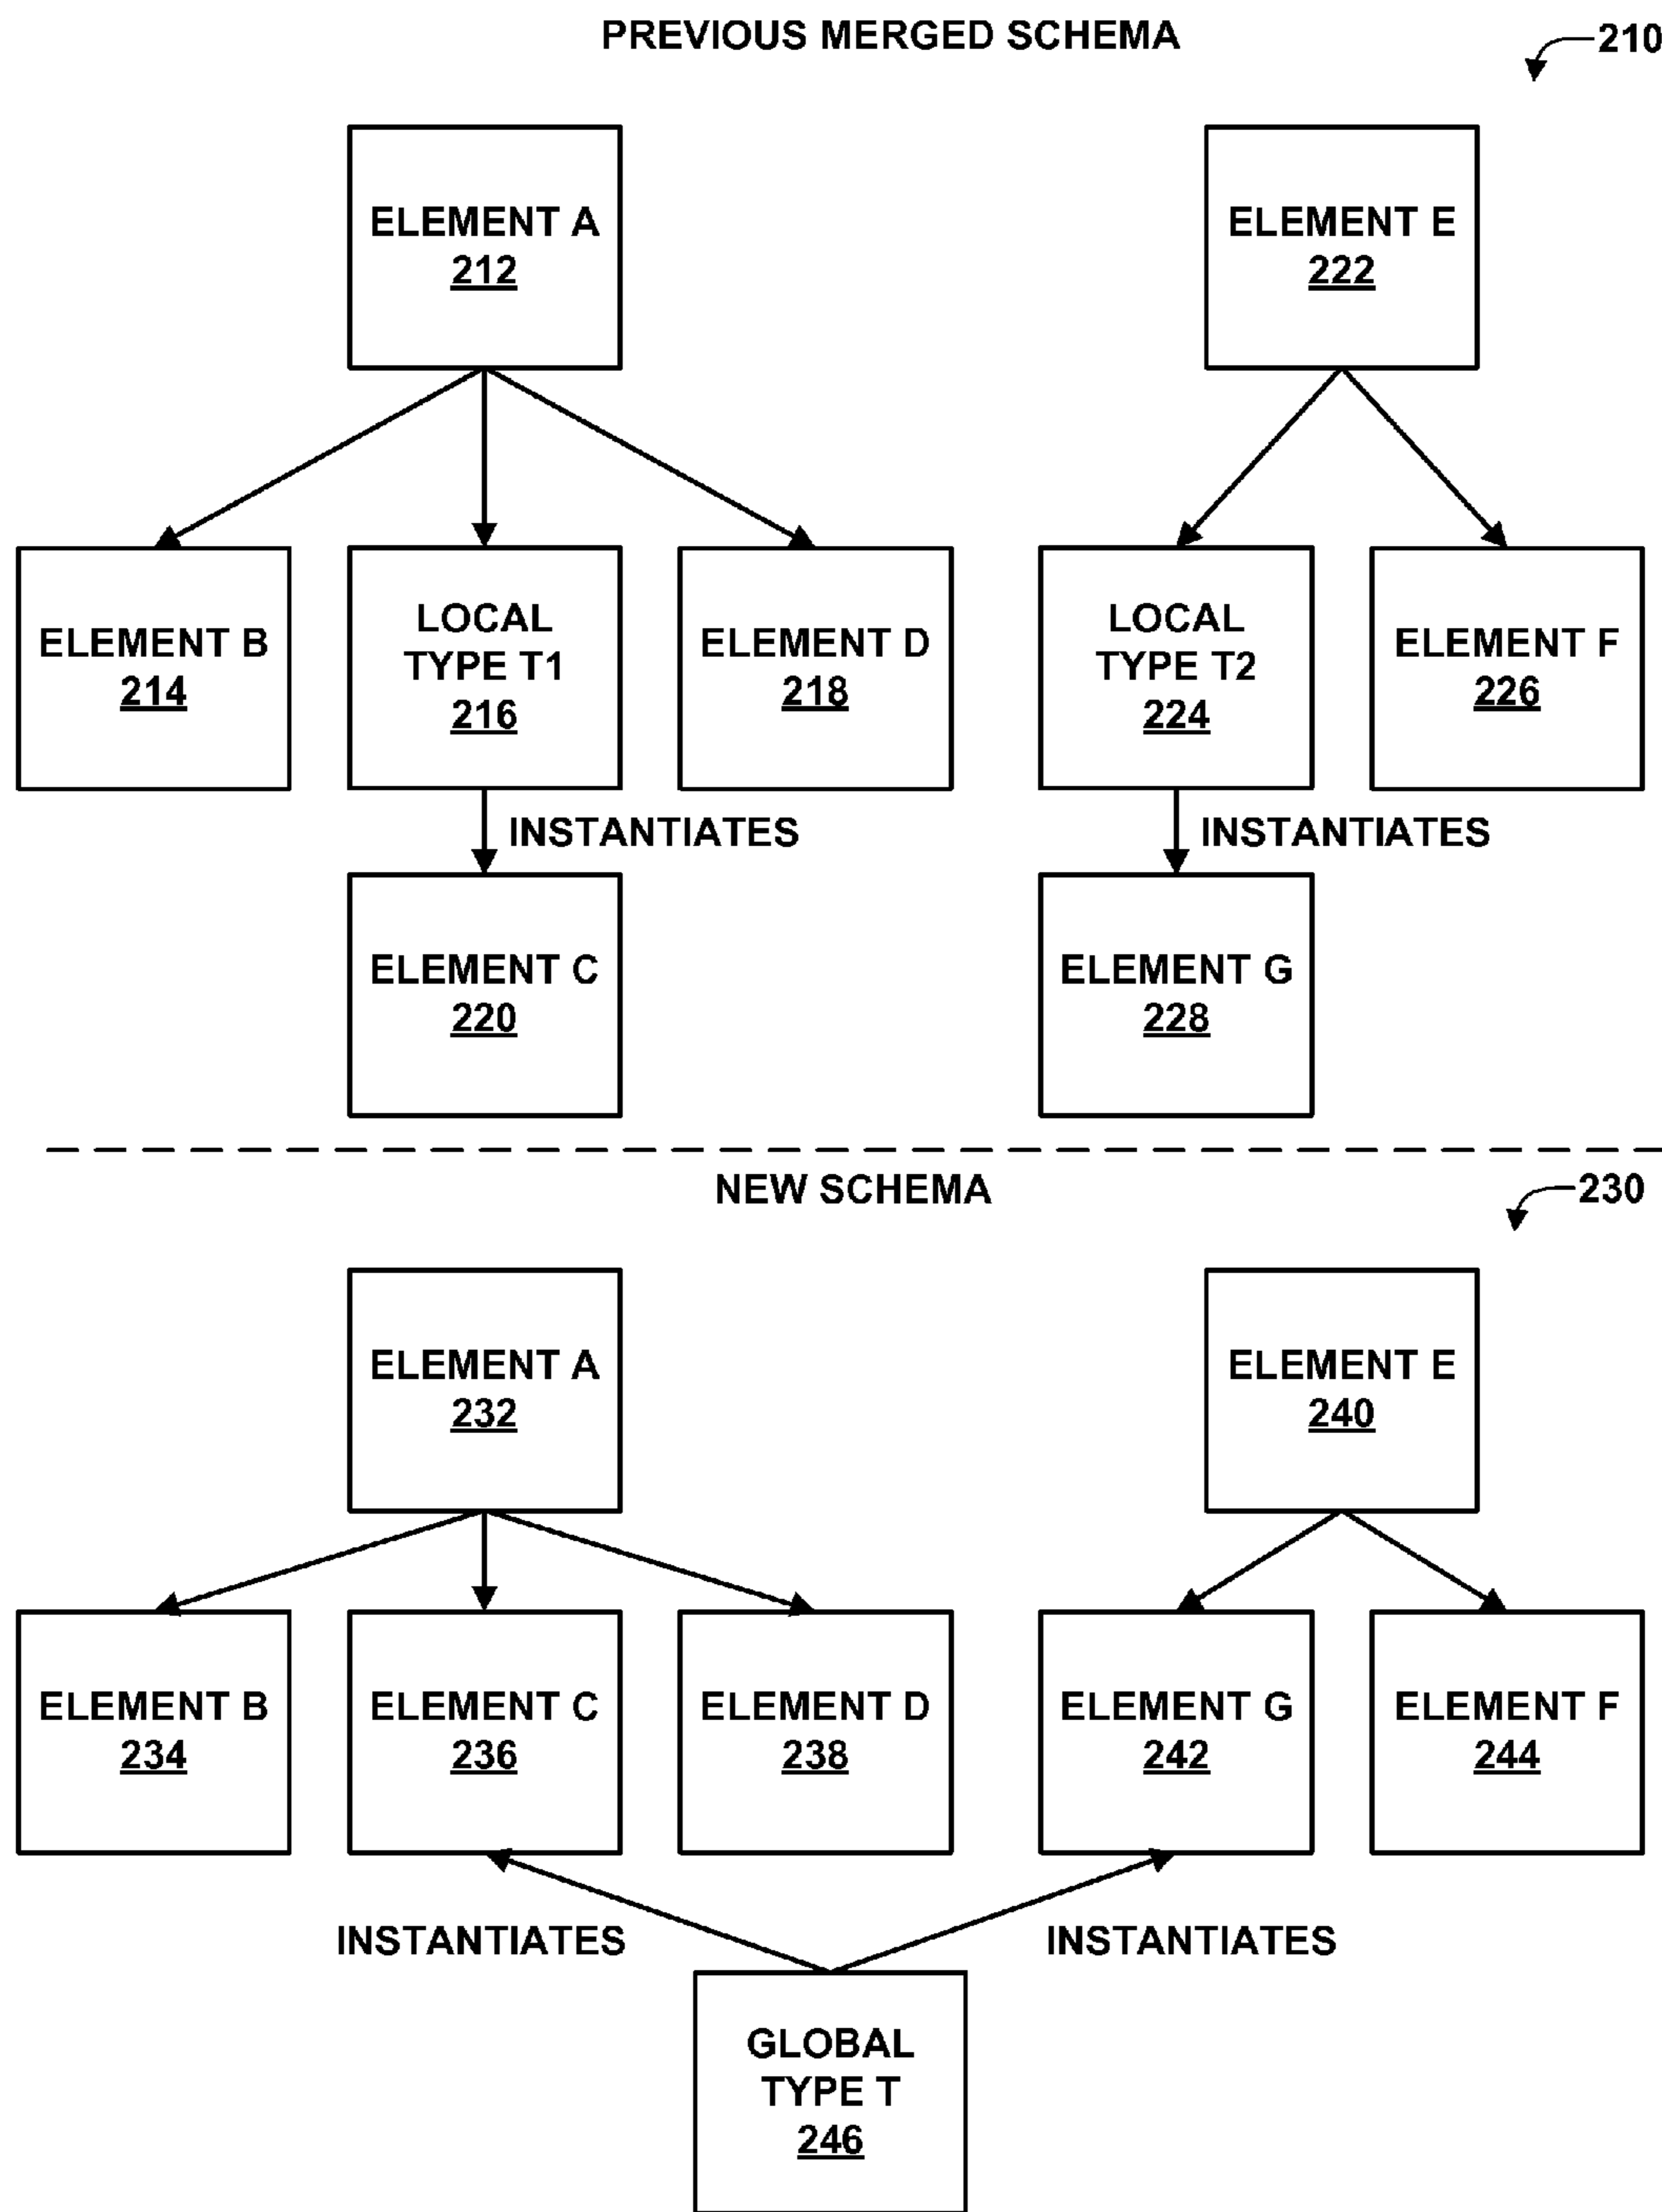 PREVIOUS MERGED SCHEMA
210
ELEMENT A
212
ELEMENT E
222
ELEMENT B
214
LOCAL
TYPE T1
216
ELEMENT D
218
LOCAL
TYPE T2
224
ELEMENT F
226
INSTANTIATES
INSTANTIATES
ELEMENT C
220
ELEMENT G
228
NEW SCHEMA
230
ELEMENT A
232
ELEMENT E
240
ELEMENT B
234
ELEMENT C
236
ELEMENT D
238
ELEMENT G
242
ELEMENT F
244
INSTANTIATES
INSTANTIATES
GLOBAL
TYPE T
246